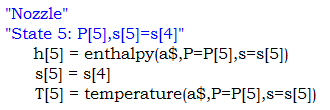 "Nozzle"
"State 5: P[5],s[5]=s[4]"
h[5] = enthalpy(a$,P=P[5],s=s[5])
s[5] = s[4]
T[5] = temperature(a$,P=P[5],s=s[5])